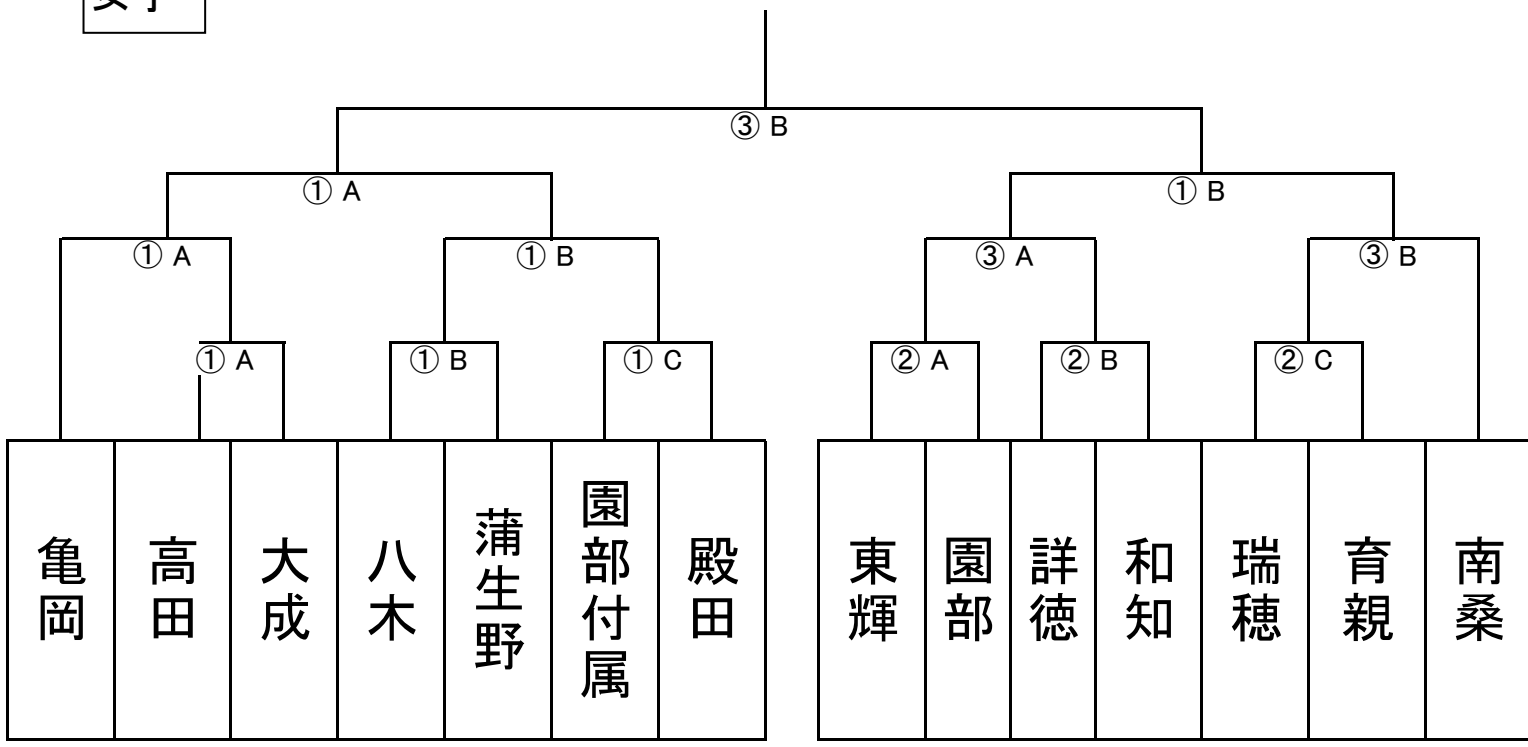 ③ B
① A
① B
① A
① B
③ A
③ B
① A
① B
① C
② A
② B
② C
亀岡
高田
大成
八木
蒲生野
園部付属
殿田
東輝
園部
詳徳
和知
瑞穂
育親
南桑